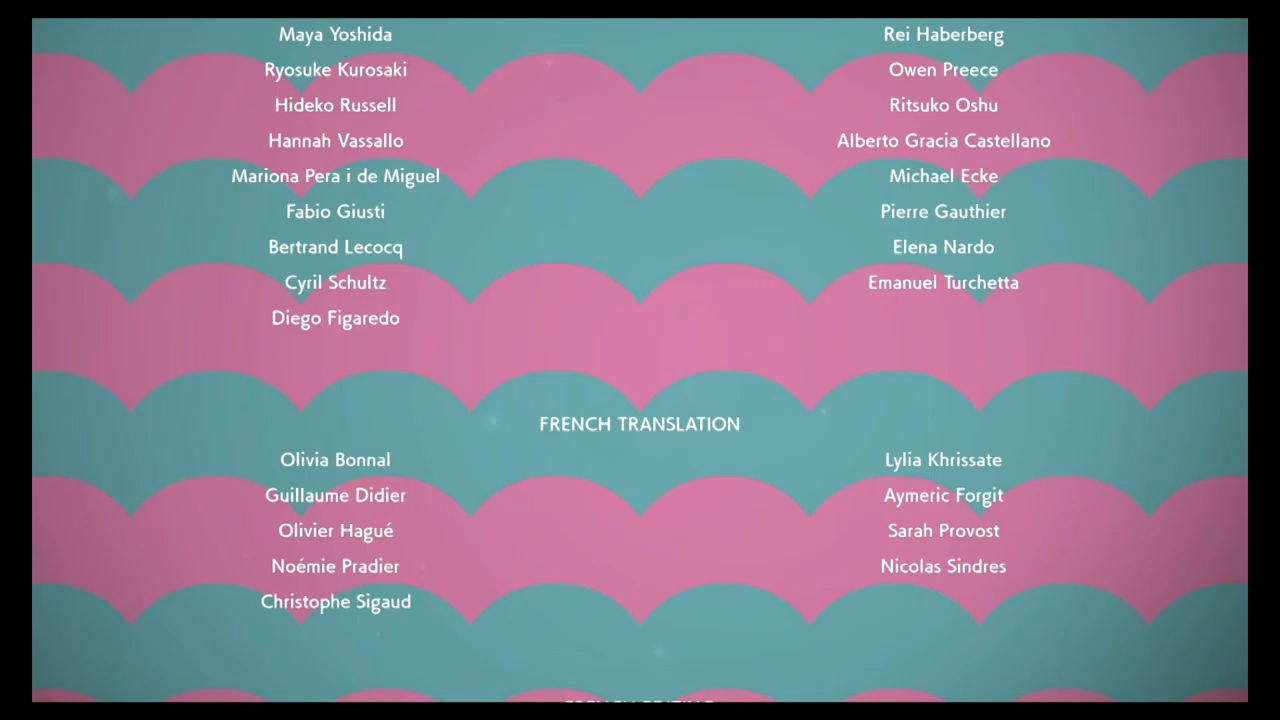 Maya Yoshida Rei Haberberg
Ryosuke Kurosaki Owen Preece
Hideko Russell Ritsuko Oshu
Hannah Vassallo Alberto Gracia Castellano
Mariona Pera i de Miguel Michael Ecke
Fabio Giusti Pierre Gauthier
Bertrand Lecocq Elena Nardo
Cyril Schultz Emanuel Turchetta
Diego Figaredo
FRENCH TRANSLATION
Olivia Bonnal Lylia Khrissate
Guillaume Didier Aymeric Forgit
Olivier Hagué Sarah Provost
Noémie Pradier Nicolas Sindres
Christophe Sigaud